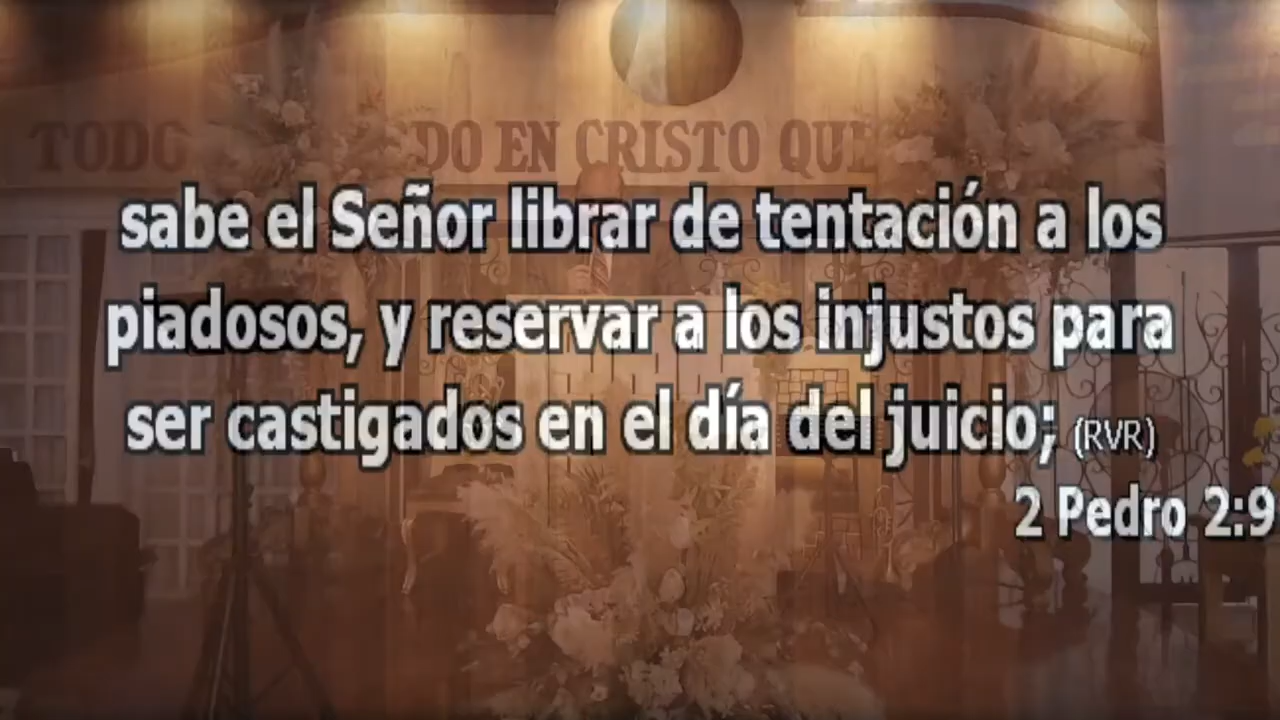 TODO DO EN CRISTO QUE
sabe el Señor librar de tentación a los
piadosos, y reservar a los injustos para
ser castigados en el día del juicio; (RVR)
2 Pedro 2:9